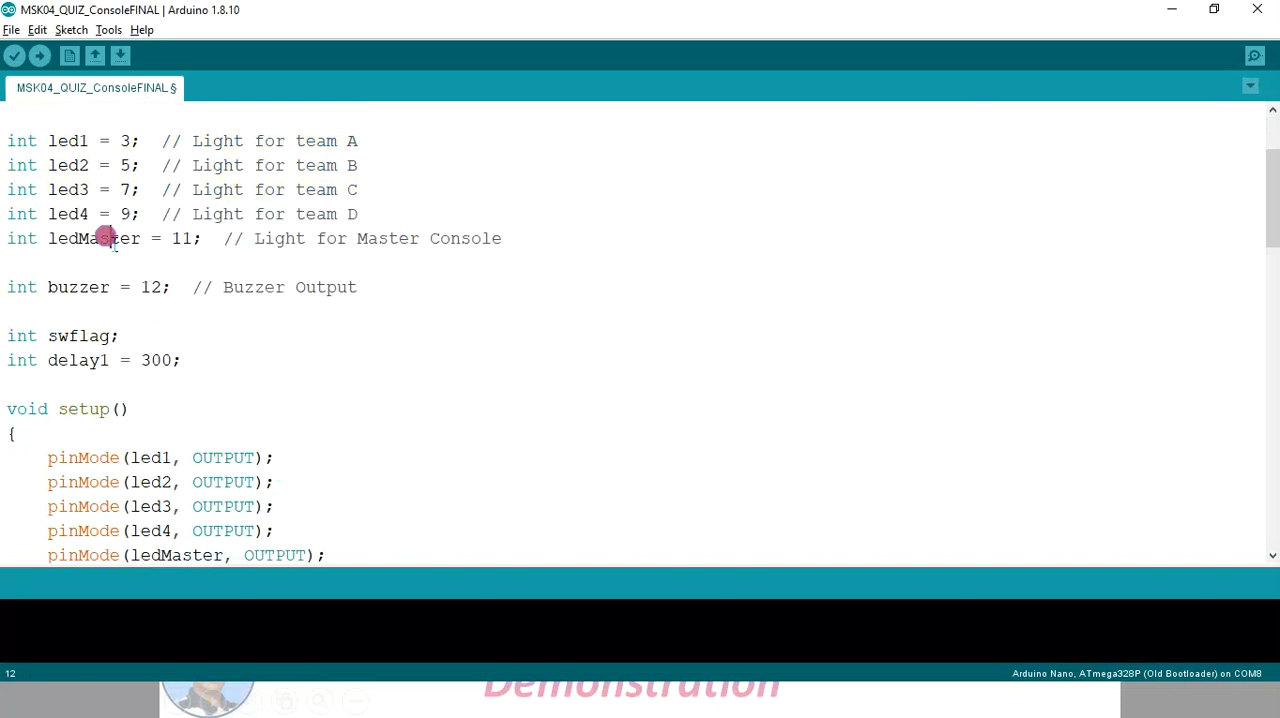 MSK04_QUIZ_ConsoleFINAL | Arduino 1.8.10
File Edit Sketch Tools Help
MSK04_QUIZ_ConsoleFINAL §
int led1 = 3;  // Light for team A
int led2 = 5;  // Light for team B
int led3 = 7;  // Light for team C
int led4 = 9;  // Light for team D
int ledMaster = 11;  // Light for Master Console
int buzzer = 12;  // Buzzer Output
int swflag;
int delay1 = 300;
void setup()
{
pinMode(led1, OUTPUT);
pinMode(led2, OUTPUT);
pinMode(led3, OUTPUT);
pinMode(led4, OUTPUT);
pinMode(ledMaster, OUTPUT);
12
Arduino Nano, ATmega328P (Old Bootloader) on COM8
Demonstration